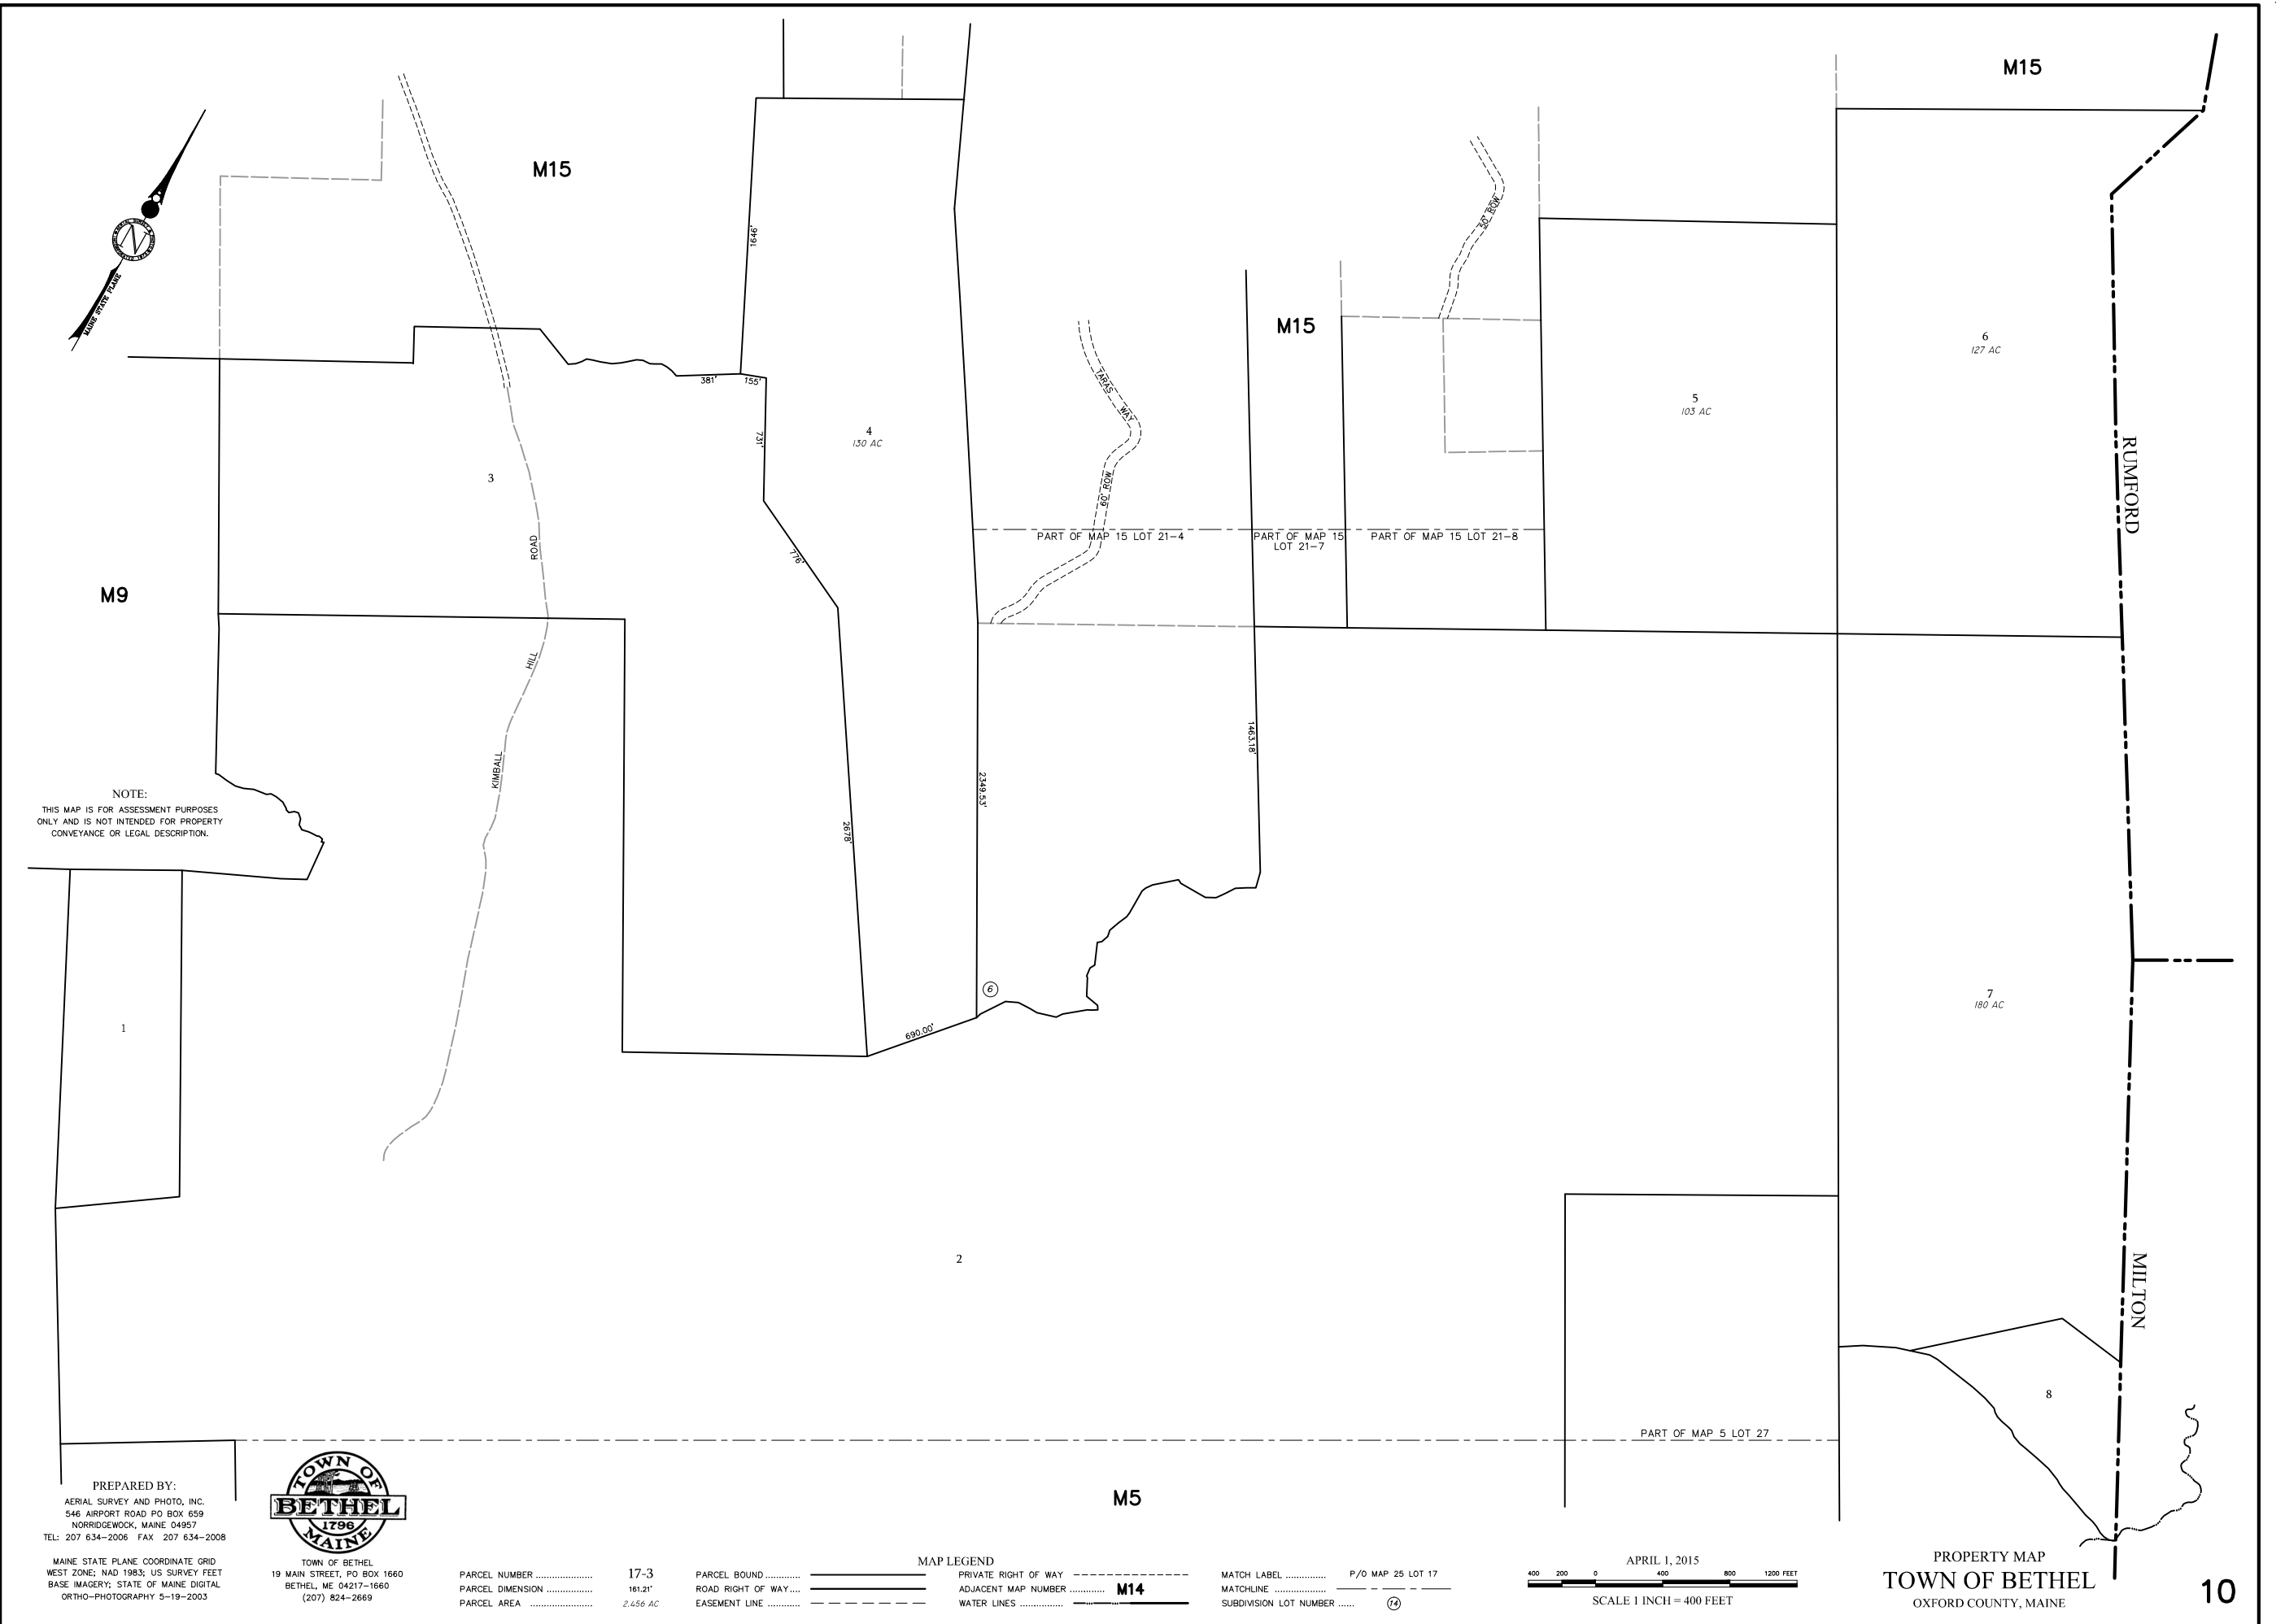 M15
M15
1646'
50' ROW
MAINE STATE PLANE
N
M15
6
127 AC
381'
155'
TARAS WAY
5
103 AC
4
130 AC
731'
3
60' ROW
RUMFORD
ROAD
PART OF MAP 15 LOT 21-4
PART OF MAP 15
LOT 21-7
PART OF MAP 15 LOT 21-8
776'
M9
HILL
KIMBALL
1463.18'
2349.53'
2678'
NOTE:
THIS MAP IS FOR ASSESSMENT PURPOSES
ONLY AND IS NOT INTENDED FOR PROPERTY
CONVEYANCE OR LEGAL DESCRIPTION.
6
7
180 AC
1
690.00'
2
MILTON
8
PART OF MAP 5 LOT 27
M5
PREPARED BY:
AERIAL SURVEY AND PHOTO, INC.
546 AIRPORT ROAD PO BOX 659
NORRIDGEWOCK, MAINE 04957
TEL: 207 634-2006 FAX 207 634-2008
MAINE STATE PLANE COORDINATE GRID
WEST ZONE; NAD 1983; US SURVEY FEET
BASE IMAGERY; STATE OF MAINE DIGITAL
ORTHO-PHOTOGRAPHY 5-19-2003
TOWN OF
BETHEL
1796
MAINE
TOWN OF BETHEL
19 MAIN STREET, PO BOX 1660
BETHEL, ME 04217-1660
(207) 824-2669
MAP LEGEND
PARCEL NUMBER .................... 17-3
PARCEL DIMENSION ................ 161.21'
PARCEL AREA ...................... 2.456 AC
PARCEL BOUND ............
ROAD RIGHT OF WAY ....
EASEMENT LINE ...........
PRIVATE RIGHT OF WAY
ADJACENT MAP NUMBER ............ M14
WATER LINES ...............
MATCH LABEL .............. P/O MAP 25 LOT 17
MATCHLINE ..................
SUBDIVISION LOT NUMBER ...... 14
APRIL 1, 2015
400 200 0 400 800 1200 FEET
SCALE 1 INCH = 400 FEET
PROPERTY MAP
TOWN OF BETHEL
OXFORD COUNTY, MAINE
10